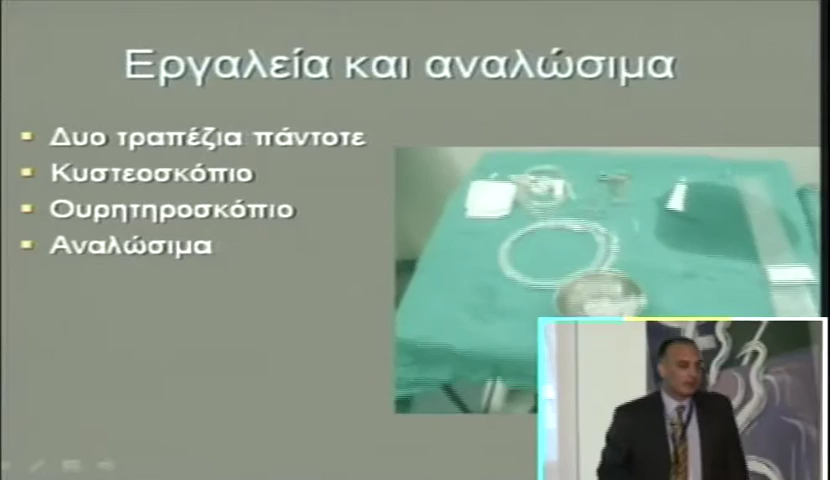 Εργαλεία και αναλώσιμα
Δυο τραπέζια πάντοτε
Κυστεοσκόπιο
Ουρητηροσκόπιο
Αναλώσιμα